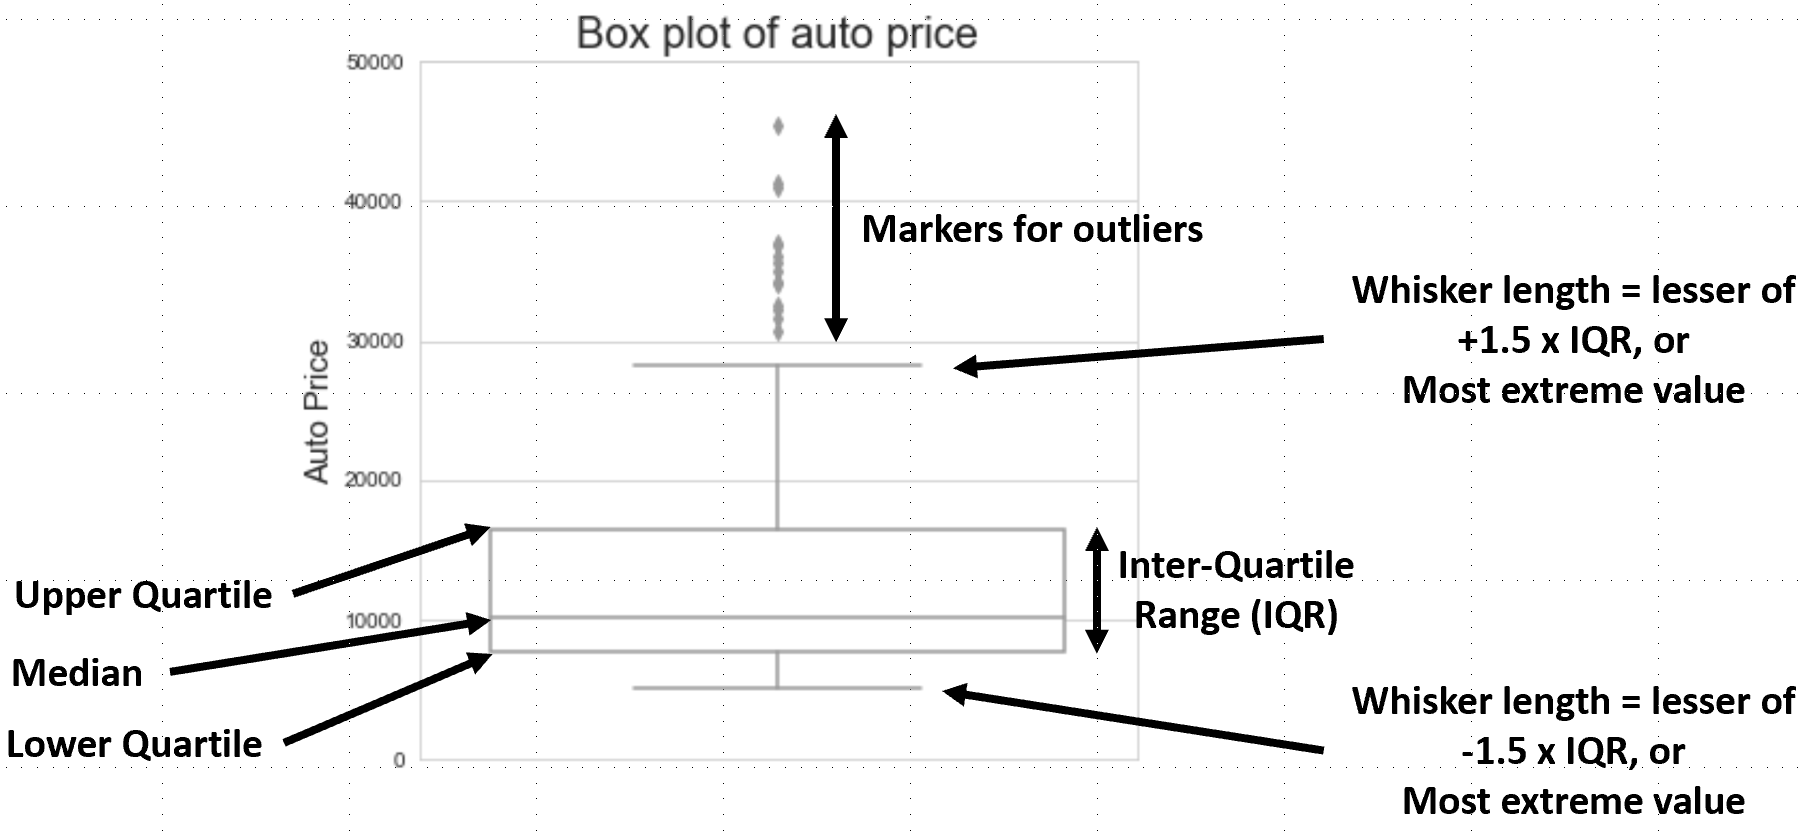 Box plot of auto price
50000
40000
30000
20000
10000
0
Auto Price
Markers for outliers
Whisker length = lesser of
+1.5 x IQR, or
Most extreme value
Upper Quartile
Median
Lower Quartile
Inter-Quartile
Range (IQR)
Whisker length = lesser of
-1.5 x IQR, or
Most extreme value